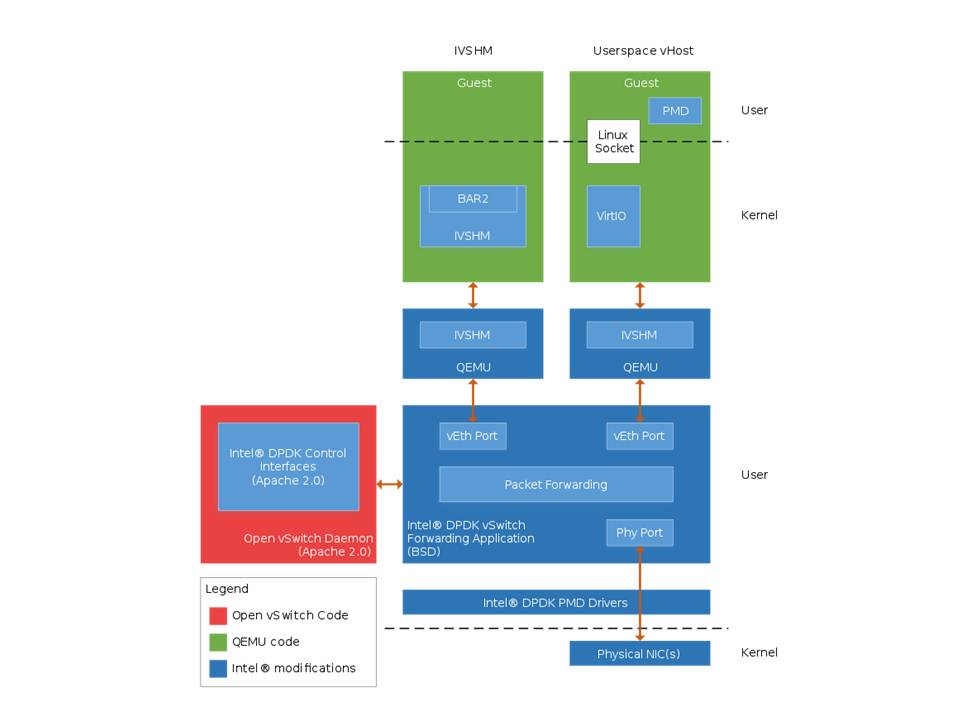 IVSHM
Userspace vHost
Guest
Guest
PMD
User
Linux
Socket
BAR2
IVSHM
VirtIO
Kernel
IVSHM
QEMU
IVSHM
QEMU
Intel® DPDK Control
Interfaces
(Apache 2.0)
Open vSwitch Daemon
(Apache 2.0)
vEth Port
vEth Port
Packet Forwarding
User
Intel® DPDK vSwitch
Forwarding Application
(BSD)
Phy Port
Intel® DPDK PMD Drivers
Physical NIC(s)
Kernel
Legend
Open vSwitch Code
QEMU code
Intel® modifications